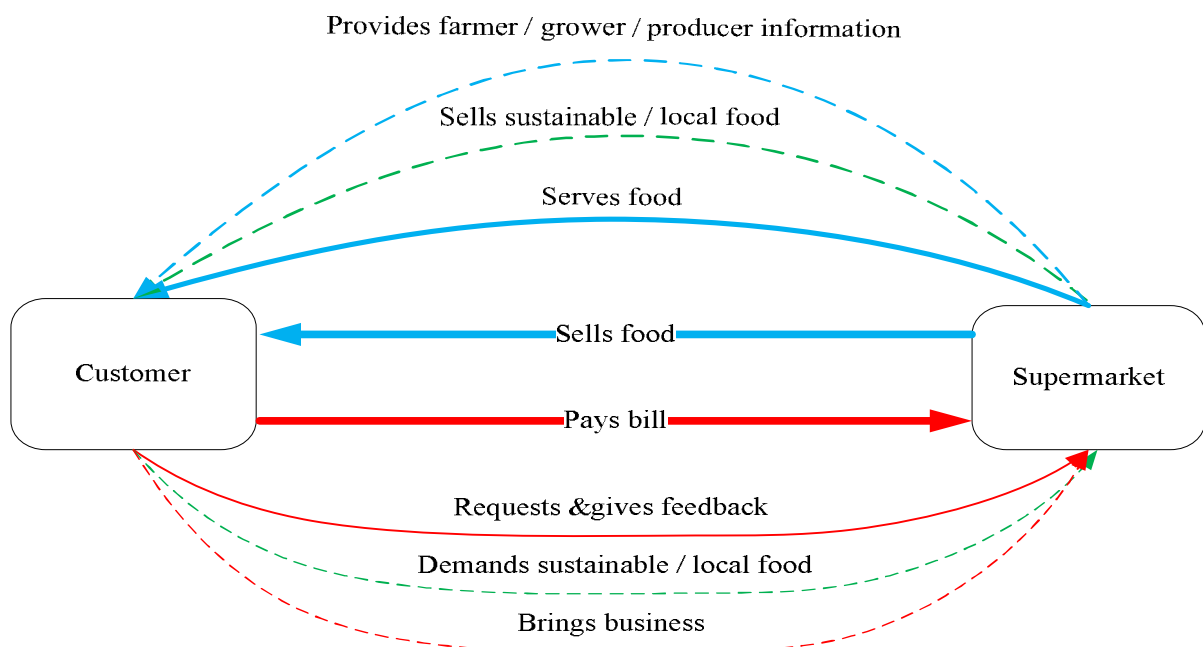 Provides farmer / grower / producer information
Sells sustainable / local food
Serves food
Sells food
Customer
Supermarket
Pays bill
Requests &gives feedback
Demands sustainable / local food
Brings business